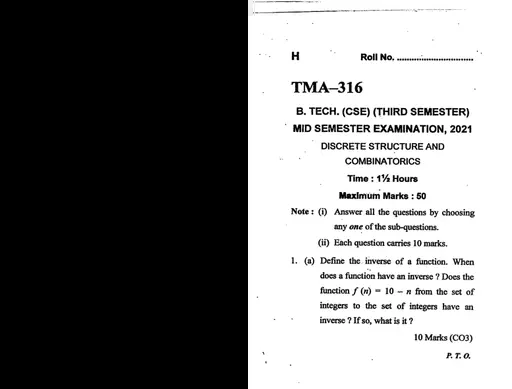 H Roll No. ..............................
TMA–316
B. TECH. (CSE) (THIRD SEMESTER)
MID SEMESTER EXAMINATION, 2021
DISCRETE STRUCTURE AND
COMBINATORICS
Time : 1½ Hours
Maximum Marks : 50
Note : (i) Answer all the questions by choosing
any one of the sub-questions.
(ii) Each question carries 10 marks.
1. (a) Define the inverse of a function. When
does a function have an inverse ? Does the
function f (n) = 10 – n from the set of
integers to the set of integers have an
inverse ? If so, what is it ?
10 Marks (CO3)
P. T. O.